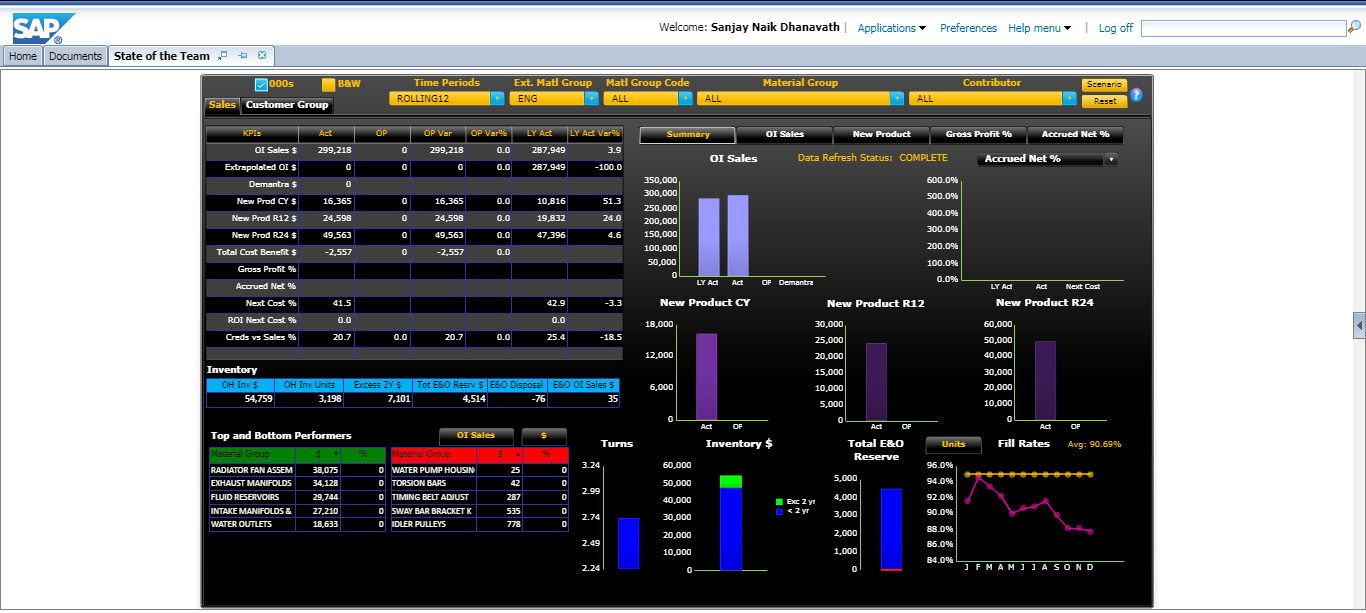 SAP ®
Welcome: Sanjay Naik Dhanavath | Applications Preferences Help menu | Log off
Home Documents State of the Team
000s B&W Time Periods Ext. Matl Group Matl Group Code Material Group Contributor Scenario
ROLLING12 ENG ALL ALL ALL Reset ?
Sales Customer Group
KPIs Act OP OP Var OP Var% LY Act LY Act Var%
OI Sales $ 299,218 0 299,218 0.0 287,949 3.9
Extrapolated OI $ 0 0 0 0.0 287,949 -100.0
Demantra $ 0
New Prod CY $ 16,365 0 16,365 0.0 10,816 51.3
New Prod R12 $ 24,598 0 24,598 0.0 19,832 24.0
New Prod R24 $ 49,563 0 49,563 0.0 47,396 4.6
Total Cost Benefit $ -2,557 0 -2,557 0.0
Gross Profit %
Accrued Net %
Next Cost % 41.5 42.9 -3.3
ROI Next Cost % 0.0 0.0
Creds vs Sales % 20.7 0.0 20.7 0.0 25.4 -18.5
Inventory
OH Inv $ OH Inv Units Excess 2Y $ Tot E&O Resrv $ E&O Disposal E&O OI Sales $
54,759 3,198 7,101 4,514 -76 35
Top and Bottom Performers OI Sales $
Material Group $ % Material Group $ %
RADIATOR FAN ASSEM 38,075 0 WATER PUMP HOUSIN 25 0
EXHAUST MANIFOLDS 34,128 0 TORSION BARS 42 0
FLUID RESERVOIRS 29,744 0 TIMING BELT ADJUST 287 0
INTAKE MANIFOLDS & 27,210 0 SWAY BAR BRACKET K 535 0
WATER OUTLETS 18,633 0 IDLER PULLEYS 778 0
Summary OI Sales New Product Gross Profit % Accrued Net %
OI Sales Data Refresh Status: COMPLETE Accrued Net %
350,000
300,000
250,000
200,000
150,000
100,000
50,000
0
LY Act Act OP Demantra
600.0%
500.0%
400.0%
300.0%
200.0%
100.0%
0.0%
LY Act Act Next Cost
New Product CY
18,000
12,000
6,000
0
Act OP
New Product R12
30,000
25,000
20,000
15,000
10,000
5,000
0
Act OP
New Product R24
60,000
50,000
40,000
30,000
20,000
10,000
0
Act OP
Turns
3.24
2.99
2.74
2.49
2.24
Inventory $
60,000
50,000
40,000
30,000
20,000
10,000
0
Exc 2 yr
< 2 yr
Total E&O
Reserve
5,000
4,000
3,000
2,000
1,000
0
Units Fill Rates Avg: 90.69%
96.0%
94.0%
92.0%
90.0%
88.0%
86.0%
84.0%
J F M A M J J A S O N D